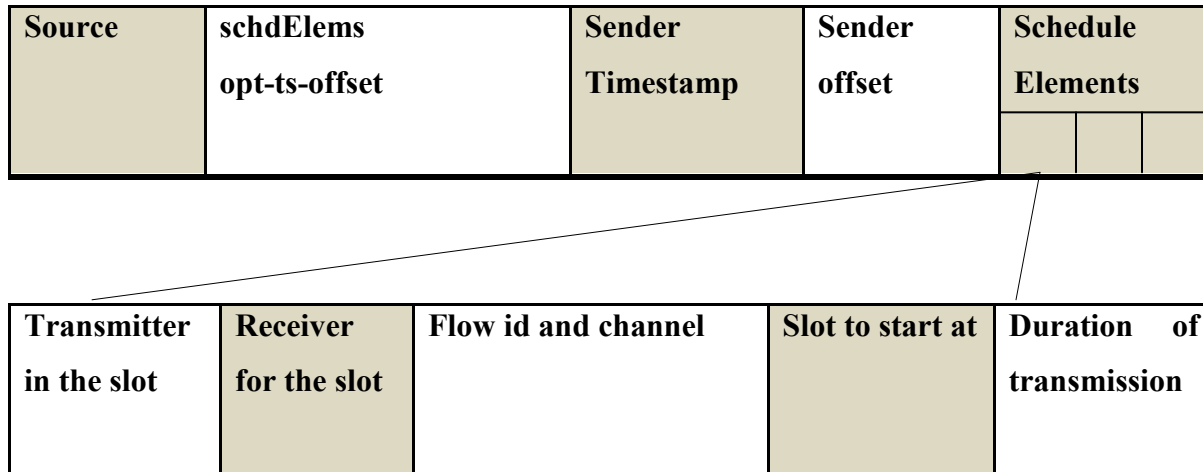 Source
schdElems
opt-ts-offset
Sender
Timestamp
Sender
offset
Schedule
Elements
Transmitter
in the slot
Receiver
for the slot
Flow id and channel
Slot to start at
Duration of
transmission